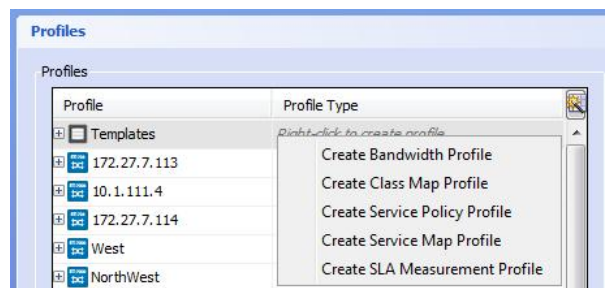 Profiles
Profiles
Profile Profile Type
Templates Right-click to create profile
172.27.7.113 Create Bandwidth Profile
10.1.111.4 Create Class Map Profile
172.27.7.114 Create Service Policy Profile
West Create Service Map Profile
NorthWest Create SLA Measurement Profile